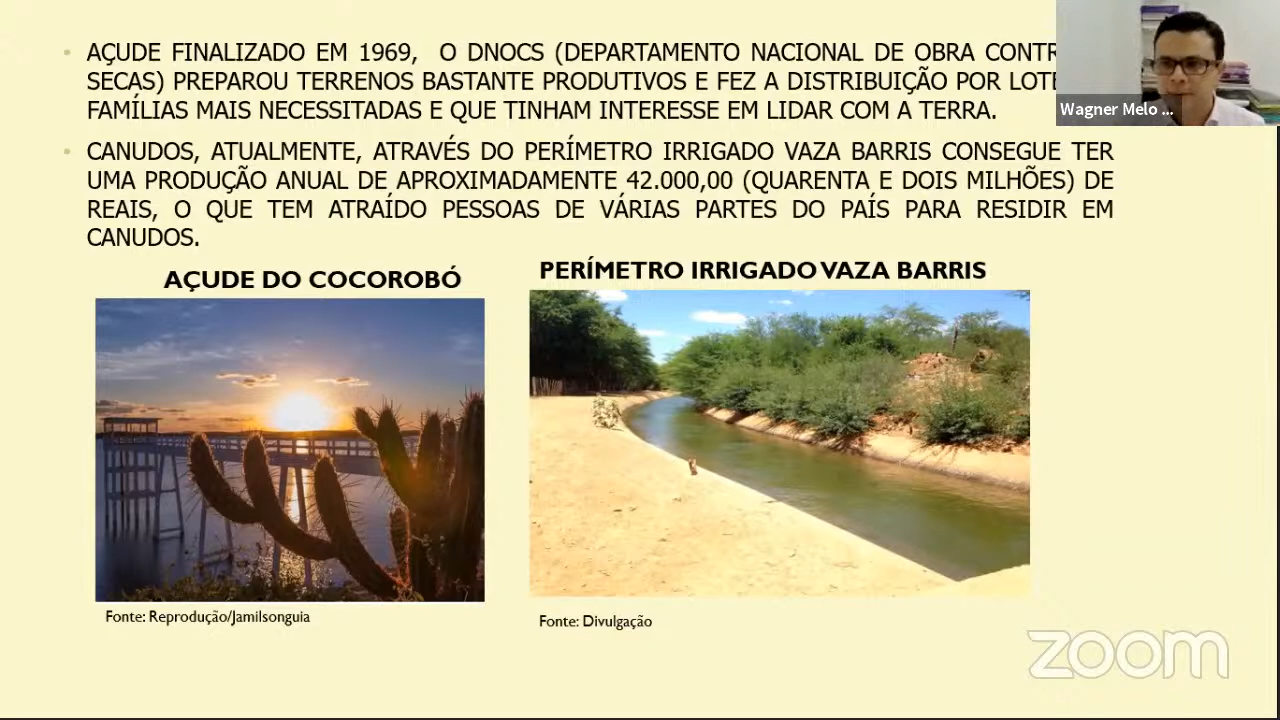 AÇUDE FINALIZADO EM 1969, O DNOCS (DEPARTAMENTO NACIONAL DE OBRA
SECAS) PREPAROU TERRENOS BASTANTE PRODUTIVOS E FEZ A DISTRIBUIÇÃO POR
FAMÍLIAS MAIS NECESSITADAS E QUE TINHAM INTERESSE EM LIDAR COM A TERRA.
CANUDOS, ATUALMENTE, ATRAVÉS DO PERÍMETRO IRRIGADO VAZA BARRIS CONSEGUE TER
UMA PRODUÇÃO ANUAL DE APROXIMADAMENTE 42.000,00 (QUARENTA E DOIS MILHÕES) DE
REAIS, O QUE TEM ATRAÍDO PESSOAS DE VÁRIAS PARTES DO PAÍS PARA RESIDIR EM
CANUDOS.
AÇUDE DO COCOROBÓ
PERÍMETRO IRRIGADO VAZA BARRIS
Fonte: Reprodução/Jamilsonguia
Fonte: Divulgação
Wagner Melo ...
zoom